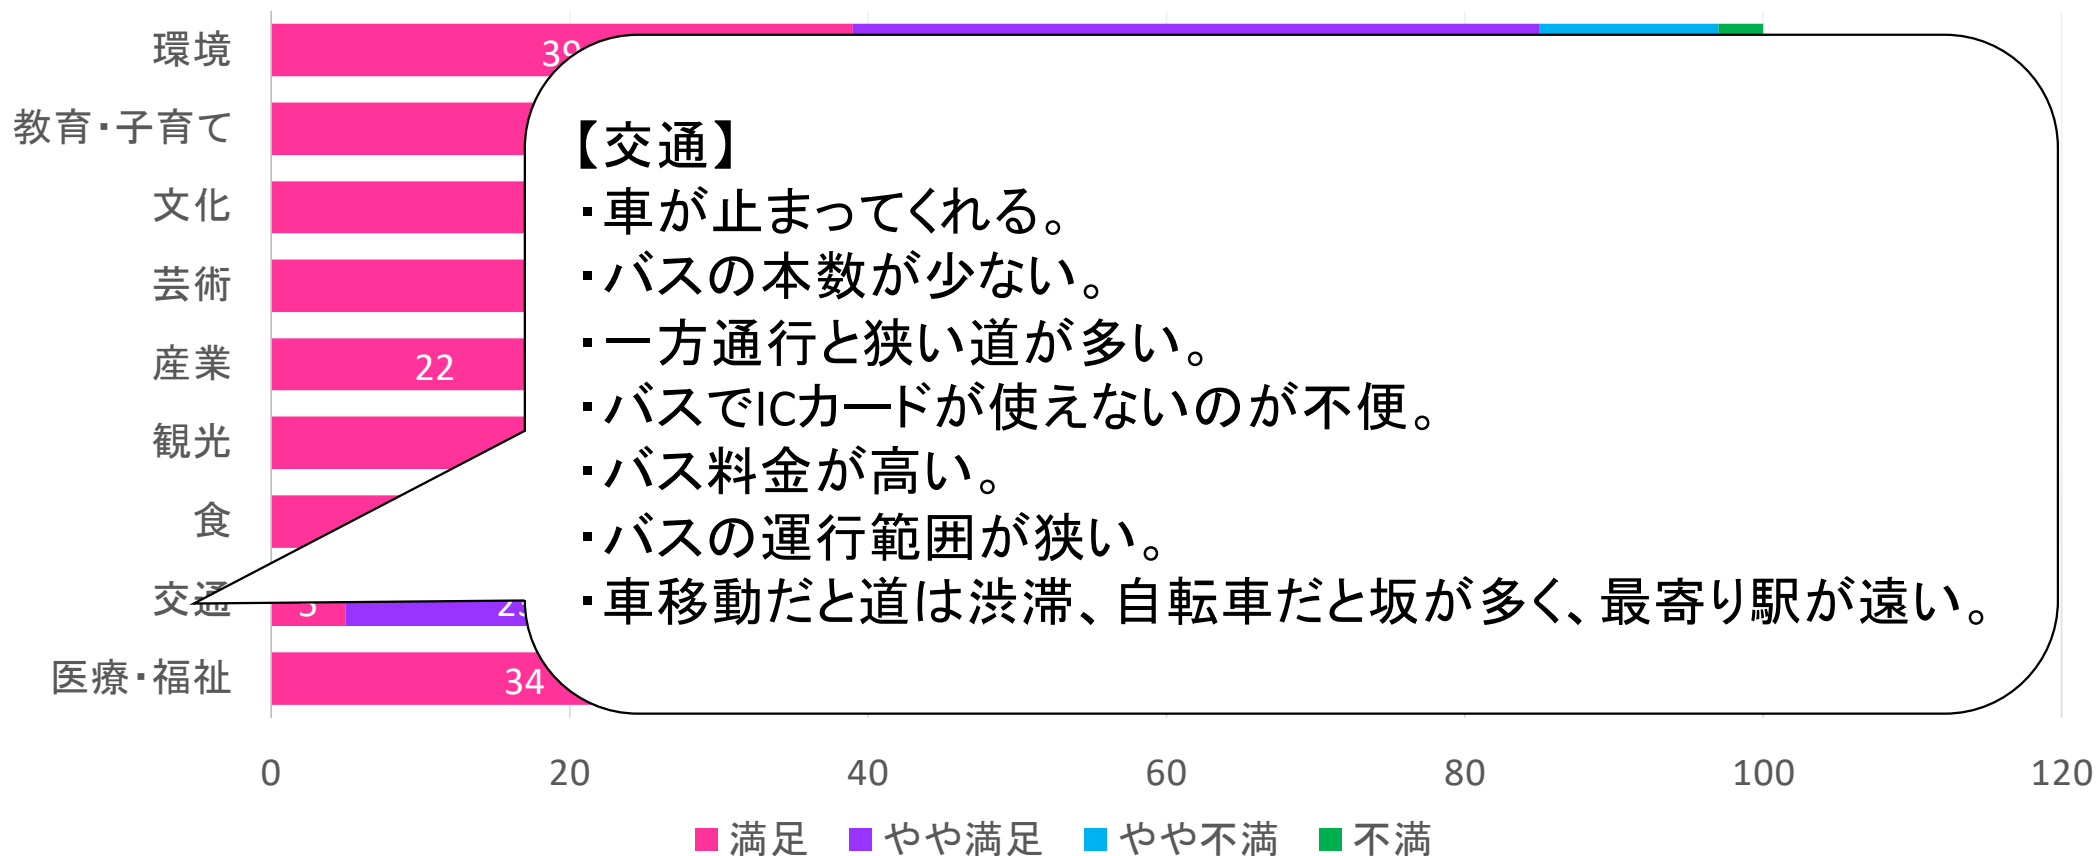 環境
39
教育・子育て
文化
芸術
産業
22
観光
食
交通
5
医療・福祉
34
【交通】
・車が止まってくれる。
・バスの本数が少ない。
・一方通行と狭い道が多い。
・バスでICカードが使えないのが不便。
・バス料金が高い。
・バスの運行範囲が狭い。
・車移動だと道は渋滞、自転車だと坂が多く、最寄り駅が遠い。
0 20 40 60 80 100 120
満足 やや満足 やや不満 不満